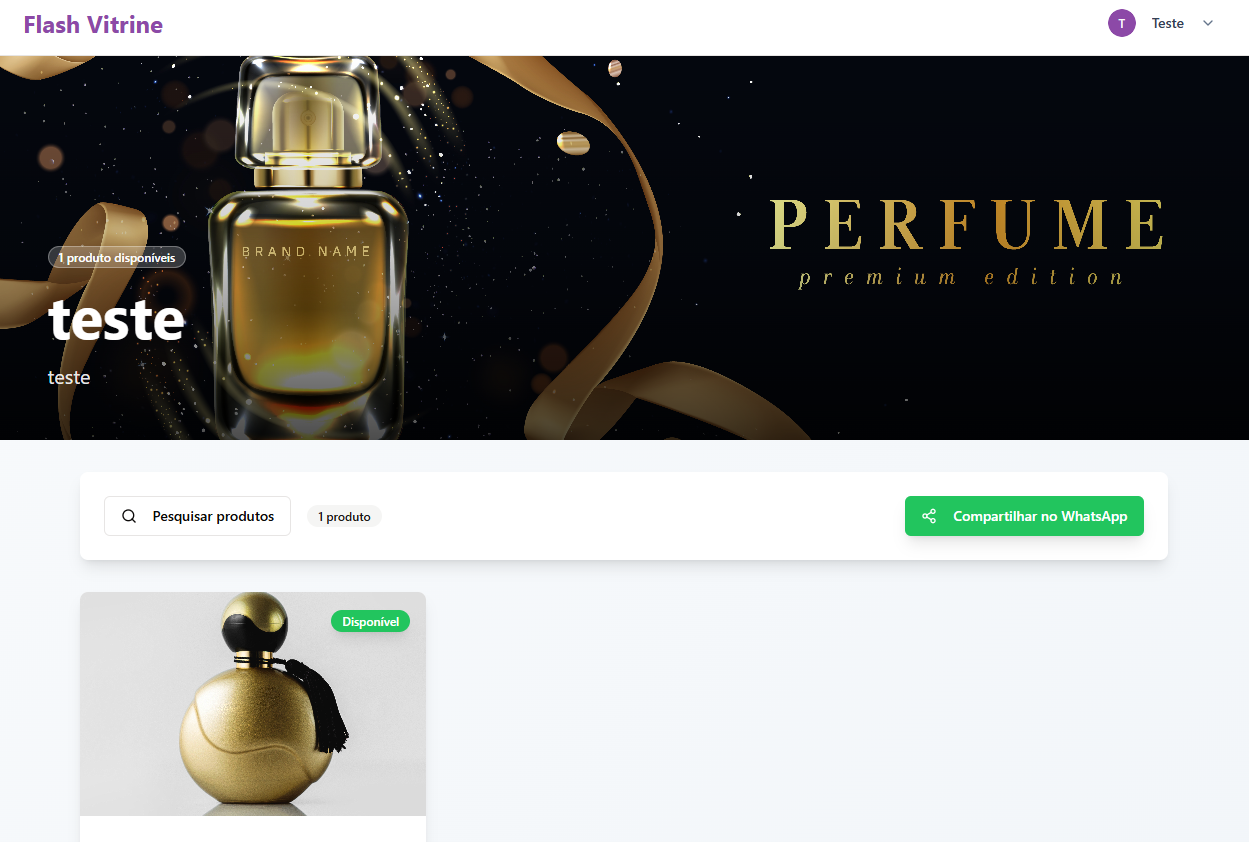 Flash Vitrine
T
Teste
BRAND NAME
PERFUME
premium edition
1 produto disponíveis
teste
teste
Pesquisar produtos
1 produto
Compartilhar no WhatsApp
Disponível